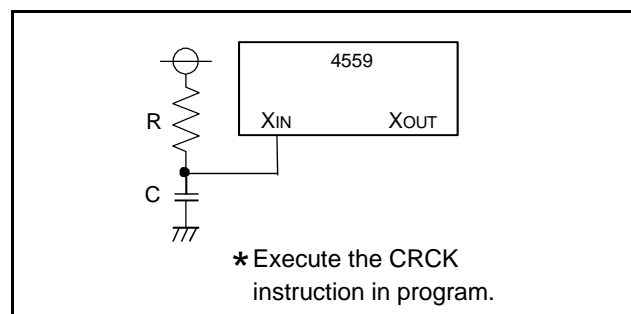 4559
R
XIN
XOUT
C
* Execute the CRCK
instruction in program.